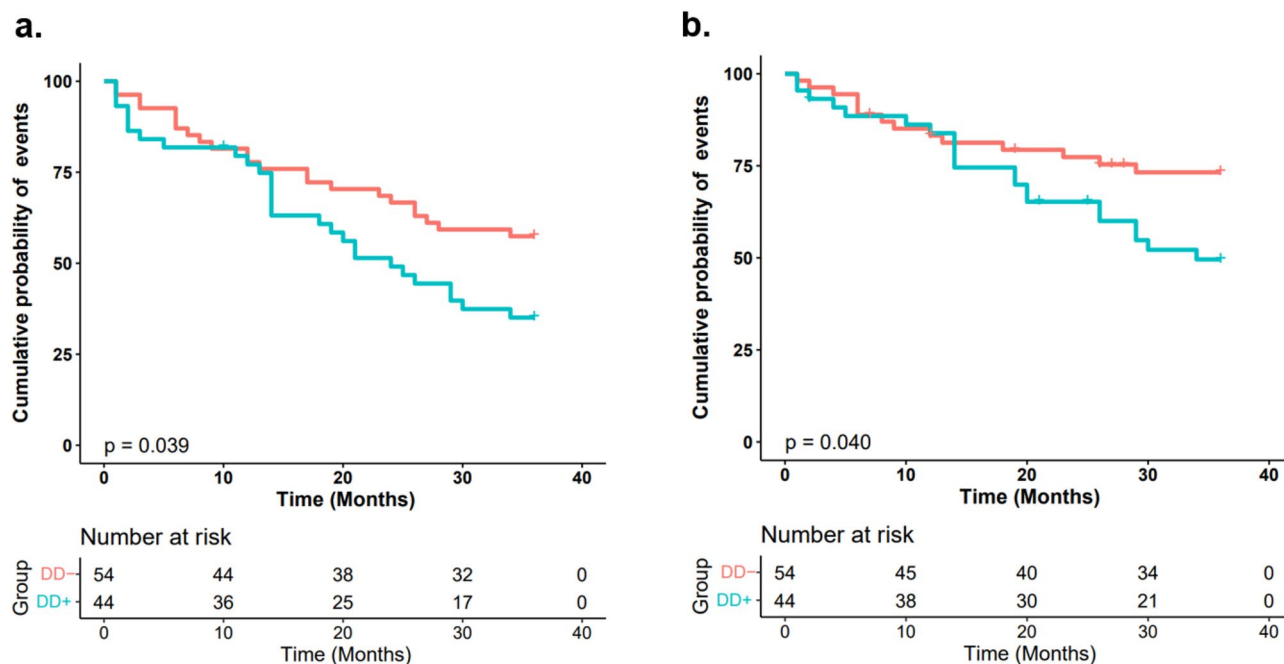 a.
Cumulative probability of events
100
75
50
25
0
p = 0.039
0 10 20 30 40
Time (Months)
Number at risk
Group
DD− 54 44 38 32 0
DD+ 44 36 25 17 0
0 10 20 30 40
Time (Months)
b.
Cumulative probability of events
100
75
50
25
0
p = 0.040
0 10 20 30 40
Time (Months)
Number at risk
Group
DD− 54 45 40 34 0
DD+ 44 38 30 21 0
0 10 20 30 40
Time (Months)